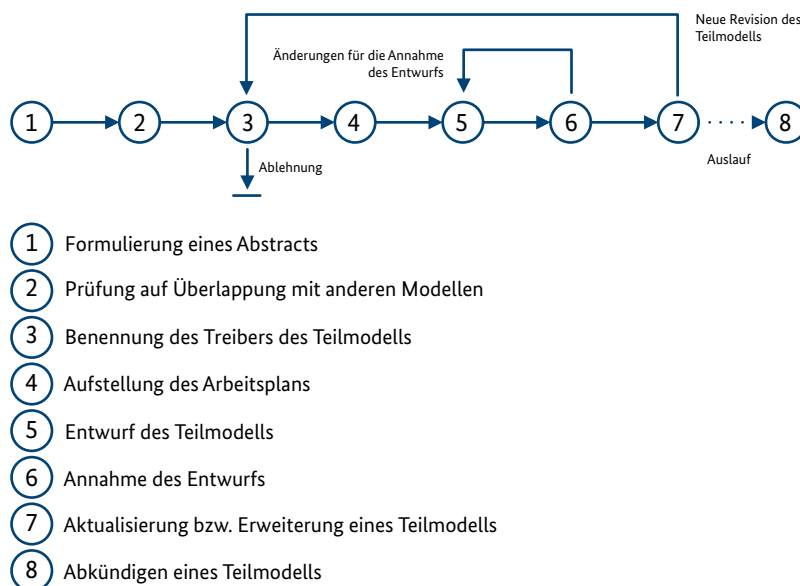 Neue Revision des
Teilmodells
Änderungen für die Annahme
des Entwurfs
1 2 3 4 5 6 7 8
Ablehnung
Auslauf
1 Formulierung eines Abstracts
2 Prüfung auf Überlappung mit anderen Modellen
3 Benennung des Treibers des Teilmodells
4 Aufstellung des Arbeitsplans
5 Entwurf des Teilmodells
6 Annahme des Entwurfs
7 Aktualisierung bzw. Erweiterung eines Teilmodells
8 Abkündigen eines Teilmodells